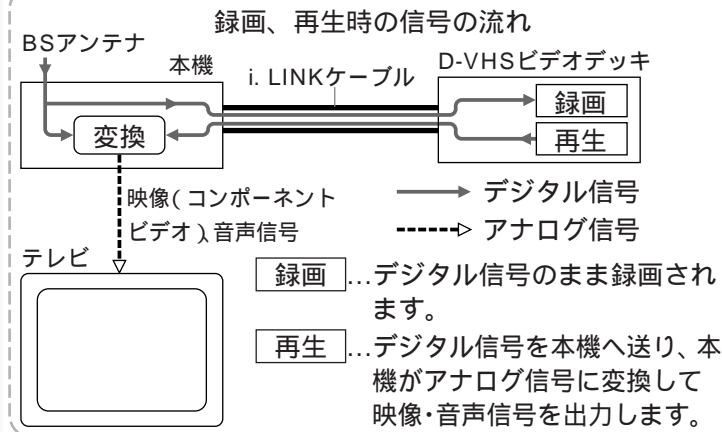 録画、再生時の信号の流れ
BSアンテナ
本機
i. LINKケーブル
D-VHSビデオデッキ
録画
変換
再生
映像(コンポーネント
ビデオ)、音声信号
デジタル信号
アナログ信号
テレビ
録画…デジタル信号のまま録画され
ます。
再生…デジタル信号を本機へ送り、本
機がアナログ信号に変換して
映像・音声信号を出力します。